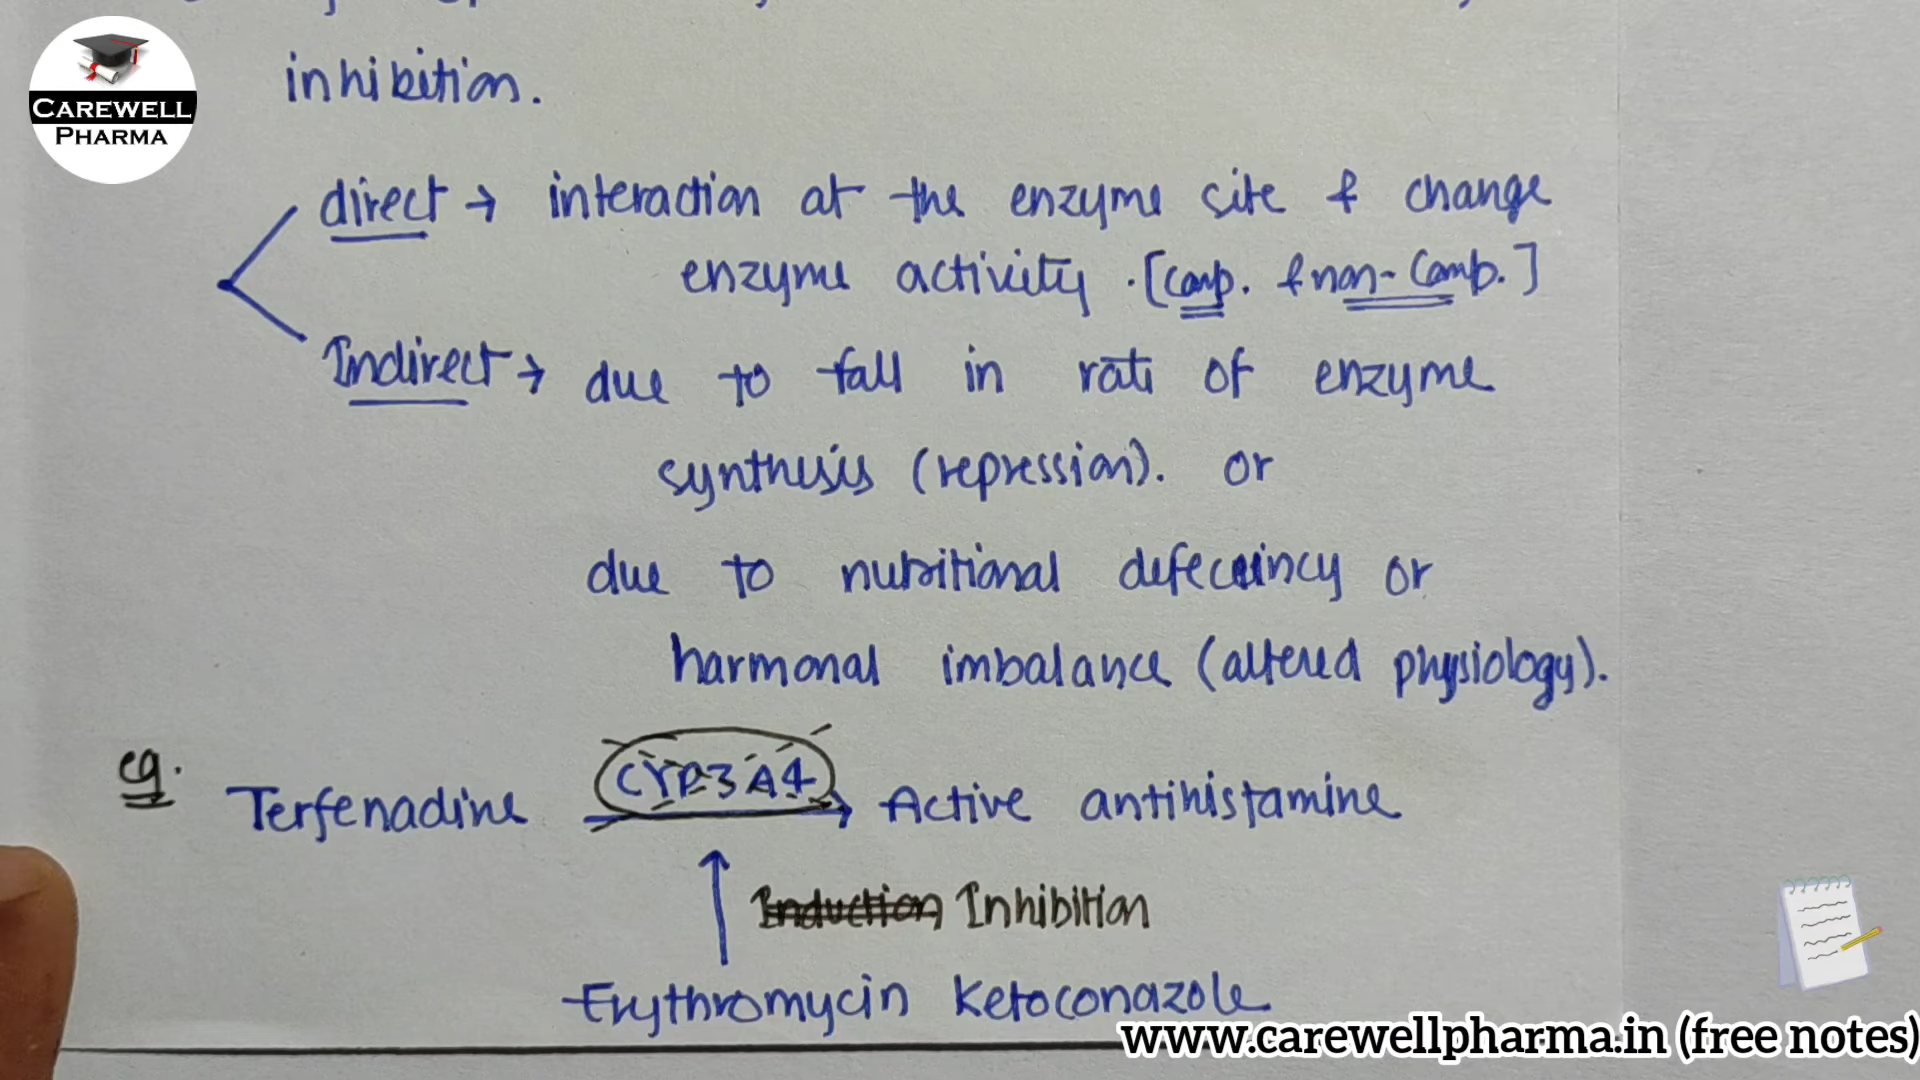 CAREWELL
PHARMA
inhibition.
direct → interaction at the enzyme site & change
enzyme activity. [comp. & non-comp.]
Indirect → due to fall in rate of enzyme
synthesis (repression). or
due to nutritional defeciency or
harmonal imbalance (altered physiology).
eg.
Terfenadine CYP3A4 → Active antihistamine
↑ Induction Inhibition
Erythromycin Ketoconazole
www.carewellpharma.in (free notes)